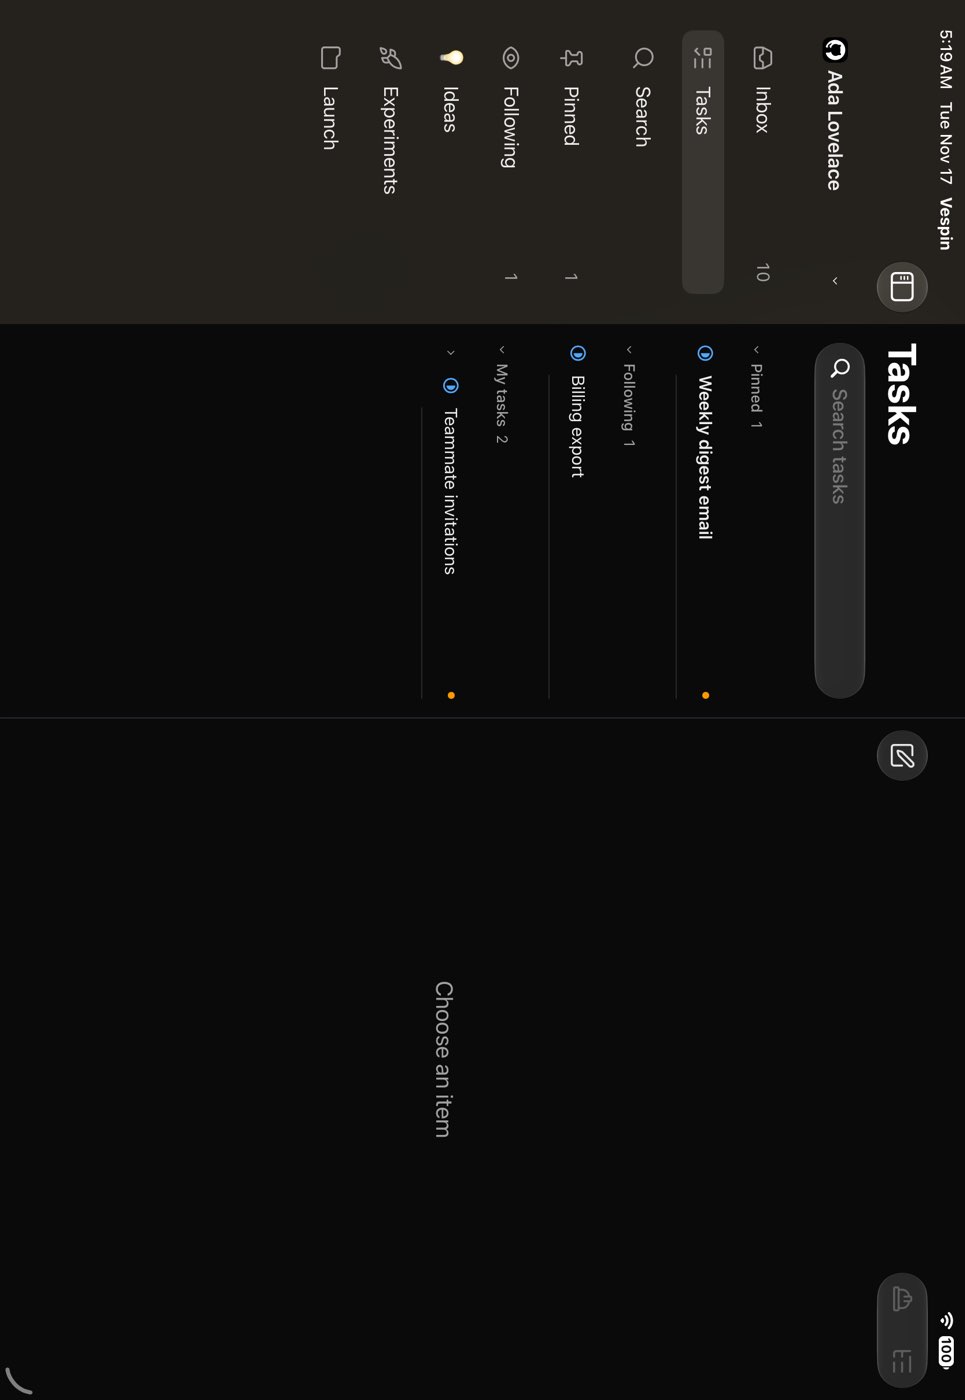 5:19 AM Tue Nov 17 Vespin
100
Ada Lovelace
Inbox 10
Tasks
Search
Pinned 1
Following 1
Ideas
Experiments
Launch
Tasks
Search tasks
Pinned 1
Weekly digest email
Following 1
Billing export
My tasks 2
Teammate invitations
Choose an item